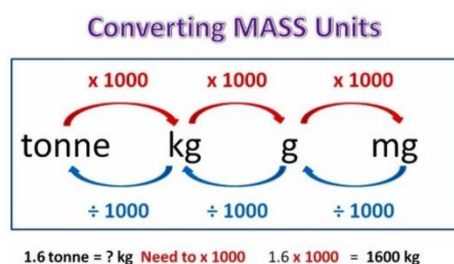 Converting MASS Units
x 1000 x 1000 x 1000
tonne kg g mg
÷ 1000 ÷ 1000 ÷ 1000
1.6 tonne = ? kg Need to x 1000 1.6 x 1000 = 1600 kg